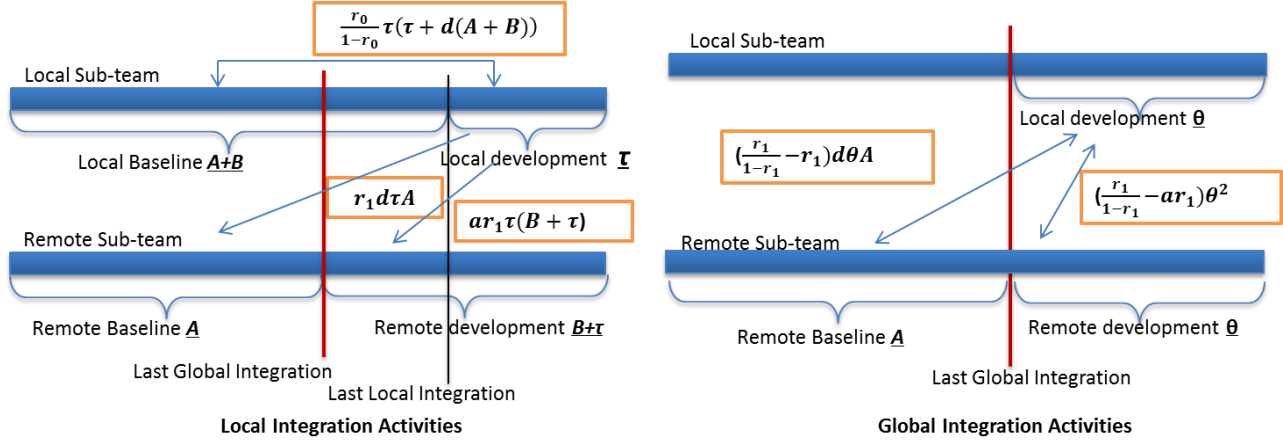 r₀/(1−r₀) τ(τ + d(A + B))
Local Sub-team
Local Baseline A+B
Local development τ
r₁dτA
ar₁τ(B + τ)
Remote Sub-team
Remote Baseline A
Remote development B+τ
Last Global Integration
Last Local Integration
Local Integration Activities
Local Sub-team
Local development θ
(r₁/(1−r₁) −r₁)dθA
(r₁/(1−r₁) −ar₁)θ²
Remote Sub-team
Remote Baseline A
Remote development θ
Last Global Integration
Global Integration Activities